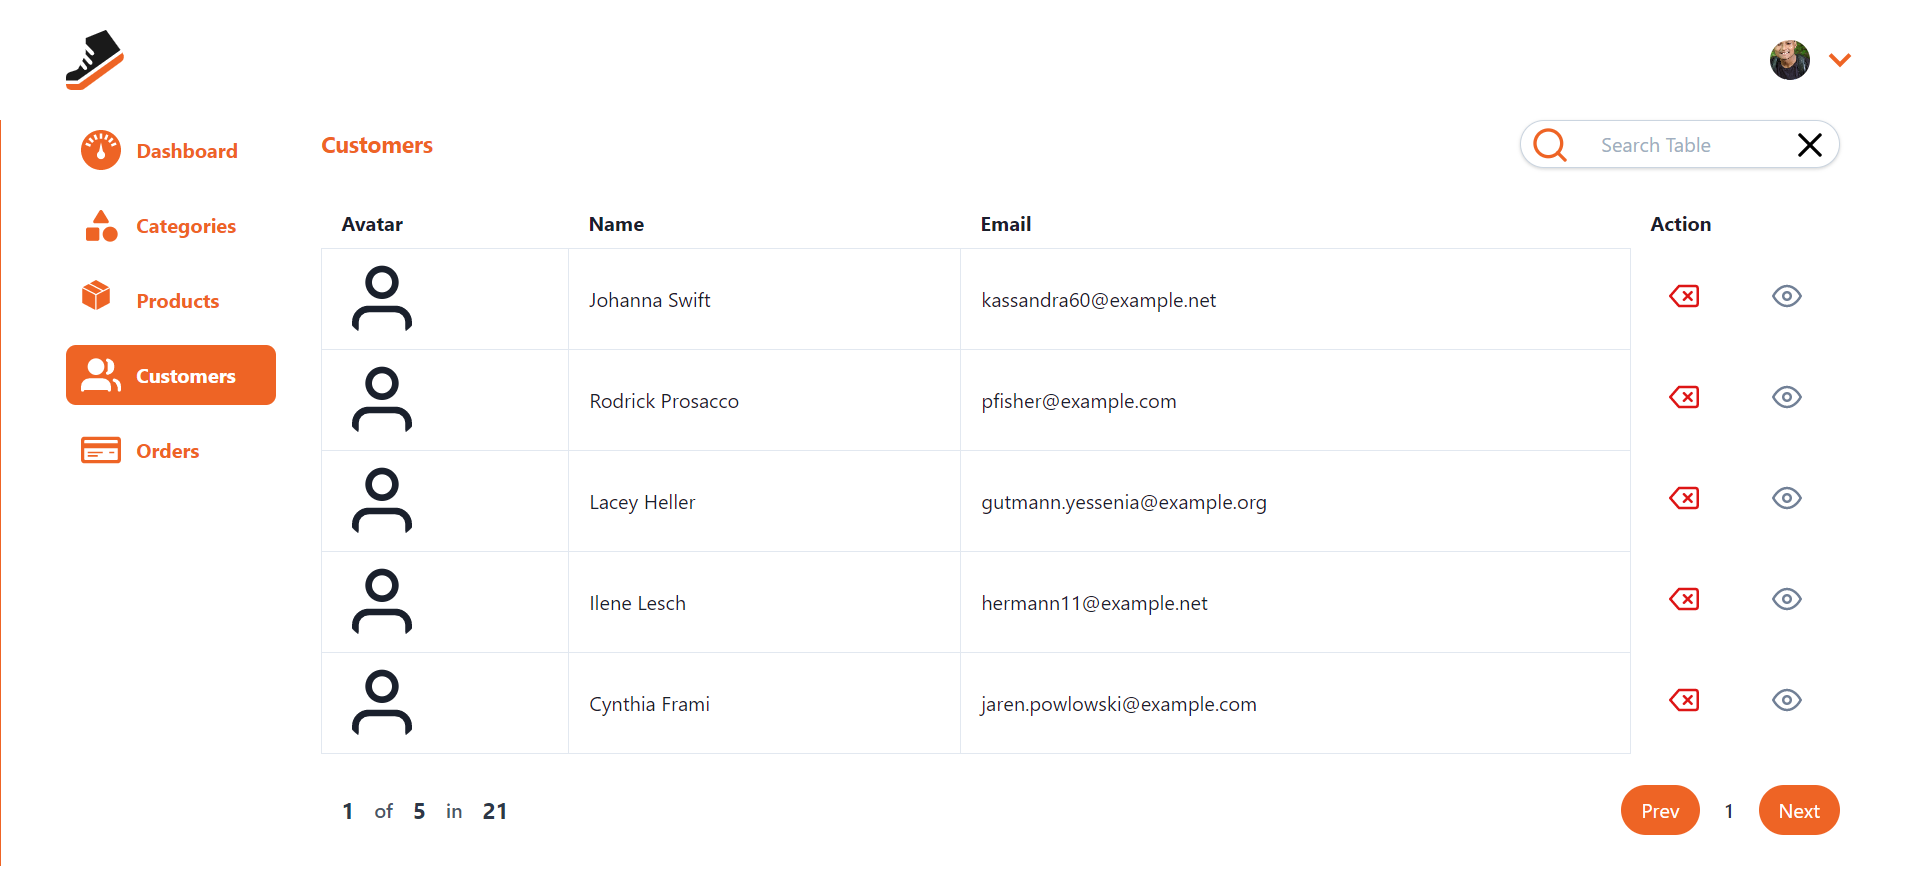 Dashboard
Categories
Products
Customers
Orders
Customers
Search Table
Avatar Name Email Action
Johanna Swift kassandra60@example.net
Rodrick Prosacco pfisher@example.com
Lacey Heller gutmann.yessenia@example.org
Ilene Lesch hermann11@example.net
Cynthia Frami jaren.powlowski@example.com
1 of 5 in 21
Prev 1 Next